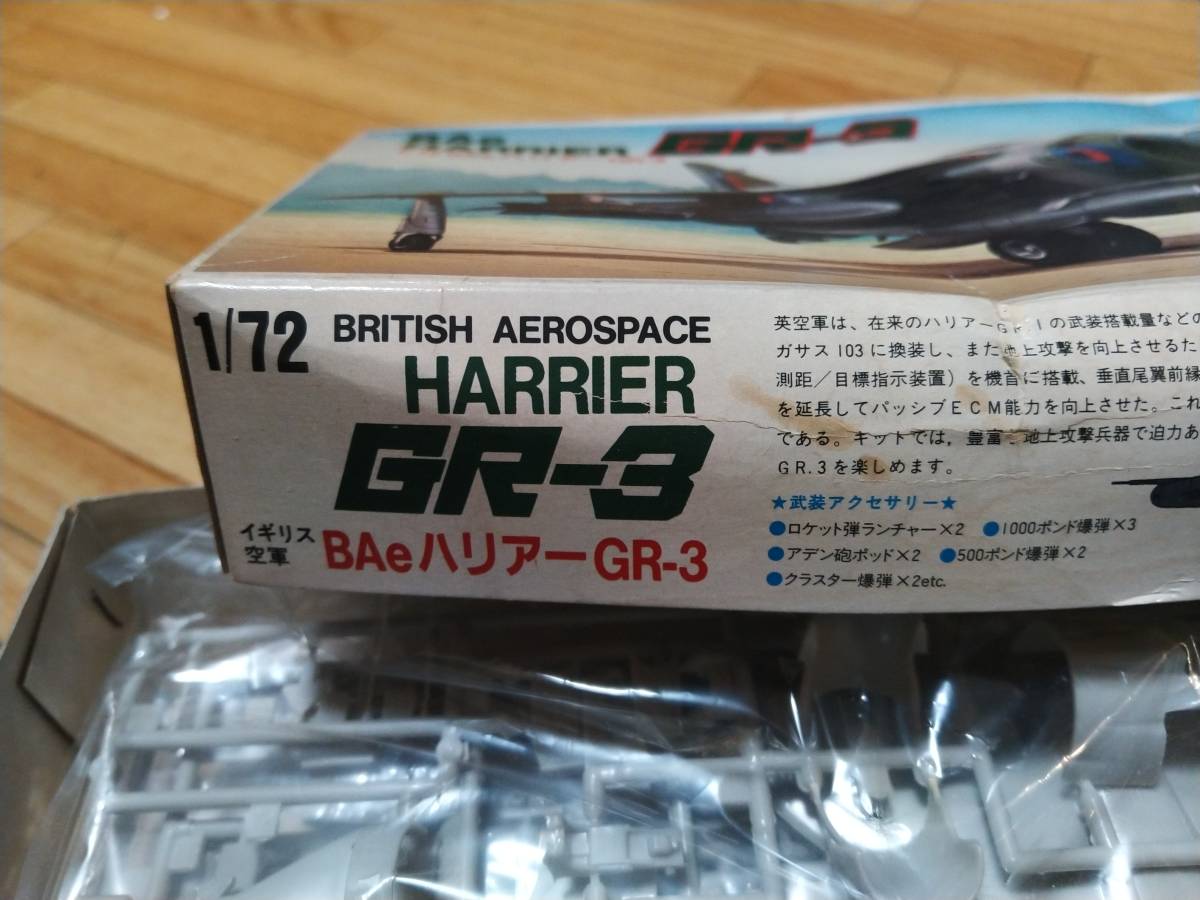 BAe
HARRIER GR-3
1/72
BRITISH AEROSPACE
HARRIER
GR-3
イギリス
空軍
BAeハリアーGR-3
英空軍は、在来のハリアーGR.1の武装搭載量などの
ガサス103に換装し、また地上攻撃を向上させるた
測距／目標指示装置）を機首に搭載、垂直尾翼前縁
を延長してパッシブECM能力を向上させた。これ
である。キットでは，豊富 地上攻撃兵器で迫力あ
GR.3を楽しめます。
★武装アクセサリー★
●ロケット弾ランチャー×2 ●1000ポンド爆弾×3
●アデン砲ポッド×2 ●500ポンド爆弾×2
●クラスター爆弾×2etc.